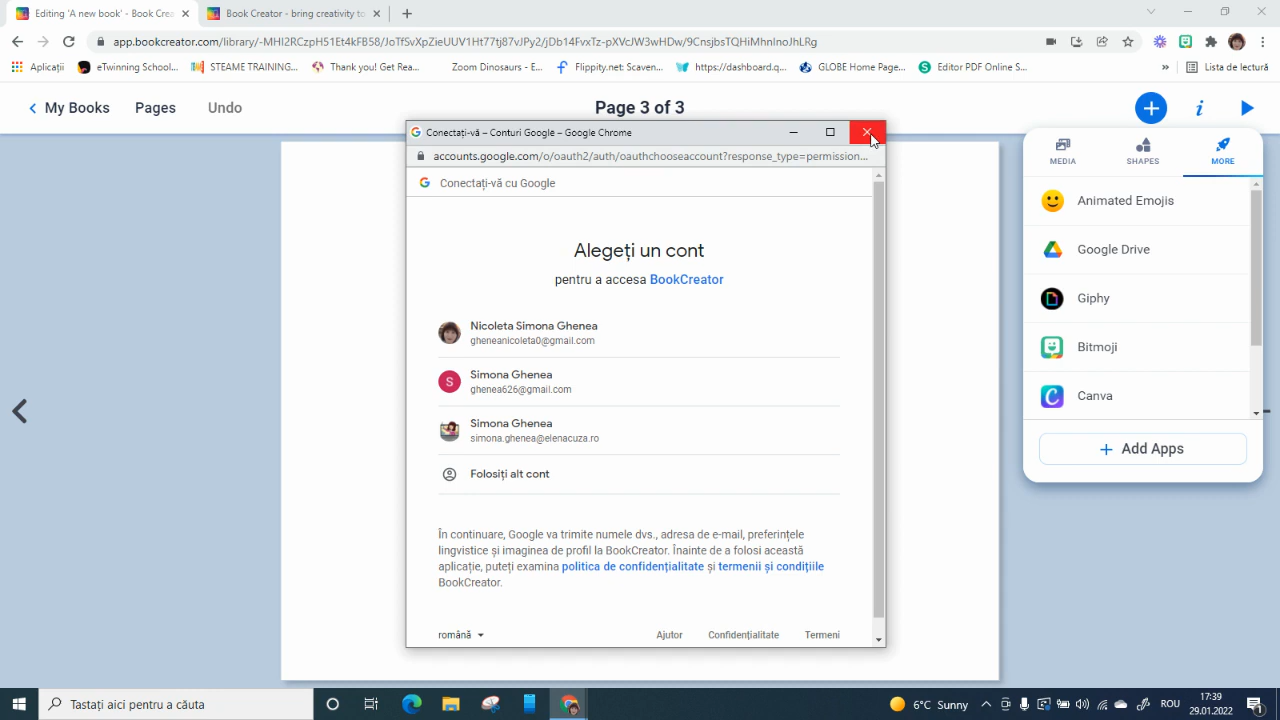 Editing 'A new book' - Book Crea
Book Creator - bring creativity to
app.bookcreator.com/library/-MHI2RCzpH51Et4kFB58/JoTfSvXpZieUUV1Ht77tj87vJPy2/jDb14FvxTz-pXVcJW3wHDw/9CnsjbsTQHiMhnInoJhLRg
Aplicații
eTwinning School...
STEAME TRAINING...
Thank you! Get Rea...
Zoom Dinosaurs - E...
Flippity.net: Scaven...
https://dashboard.q...
GLOBE Home Page...
Editor PDF Online S...
»
Lista de lectură
My Books
Pages
Undo
Page 3 of 3
Conectați-vă – Conturi Google – Google Chrome
accounts.google.com/o/oauth2/auth/oauthchooseaccount?response_type=permission...
Conectați-vă cu Google
Alegeți un cont
pentru a accesa BookCreator
Nicoleta Simona Ghenea
gheneanicoleta0@gmail.com
S
Simona Ghenea
ghenea626@gmail.com
Simona Ghenea
simona.ghenea@elenacuza.ro
Folosiți alt cont
În continuare, Google va trimite numele dvs., adresa de e-mail, preferințele
lingvistice și imaginea de profil la BookCreator. Înainte de a folosi această
aplicație, puteți examina politica de confidențialitate și termenii și condițiile
BookCreator.
română
Ajutor
Confidențialitate
Termeni
MEDIA
SHAPES
MORE
Animated Emojis
Google Drive
Giphy
Bitmoji
Canva
+ Add Apps
Tastați aici pentru a căuta
6°C Sunny
ROU
17:39
29.01.2022
1